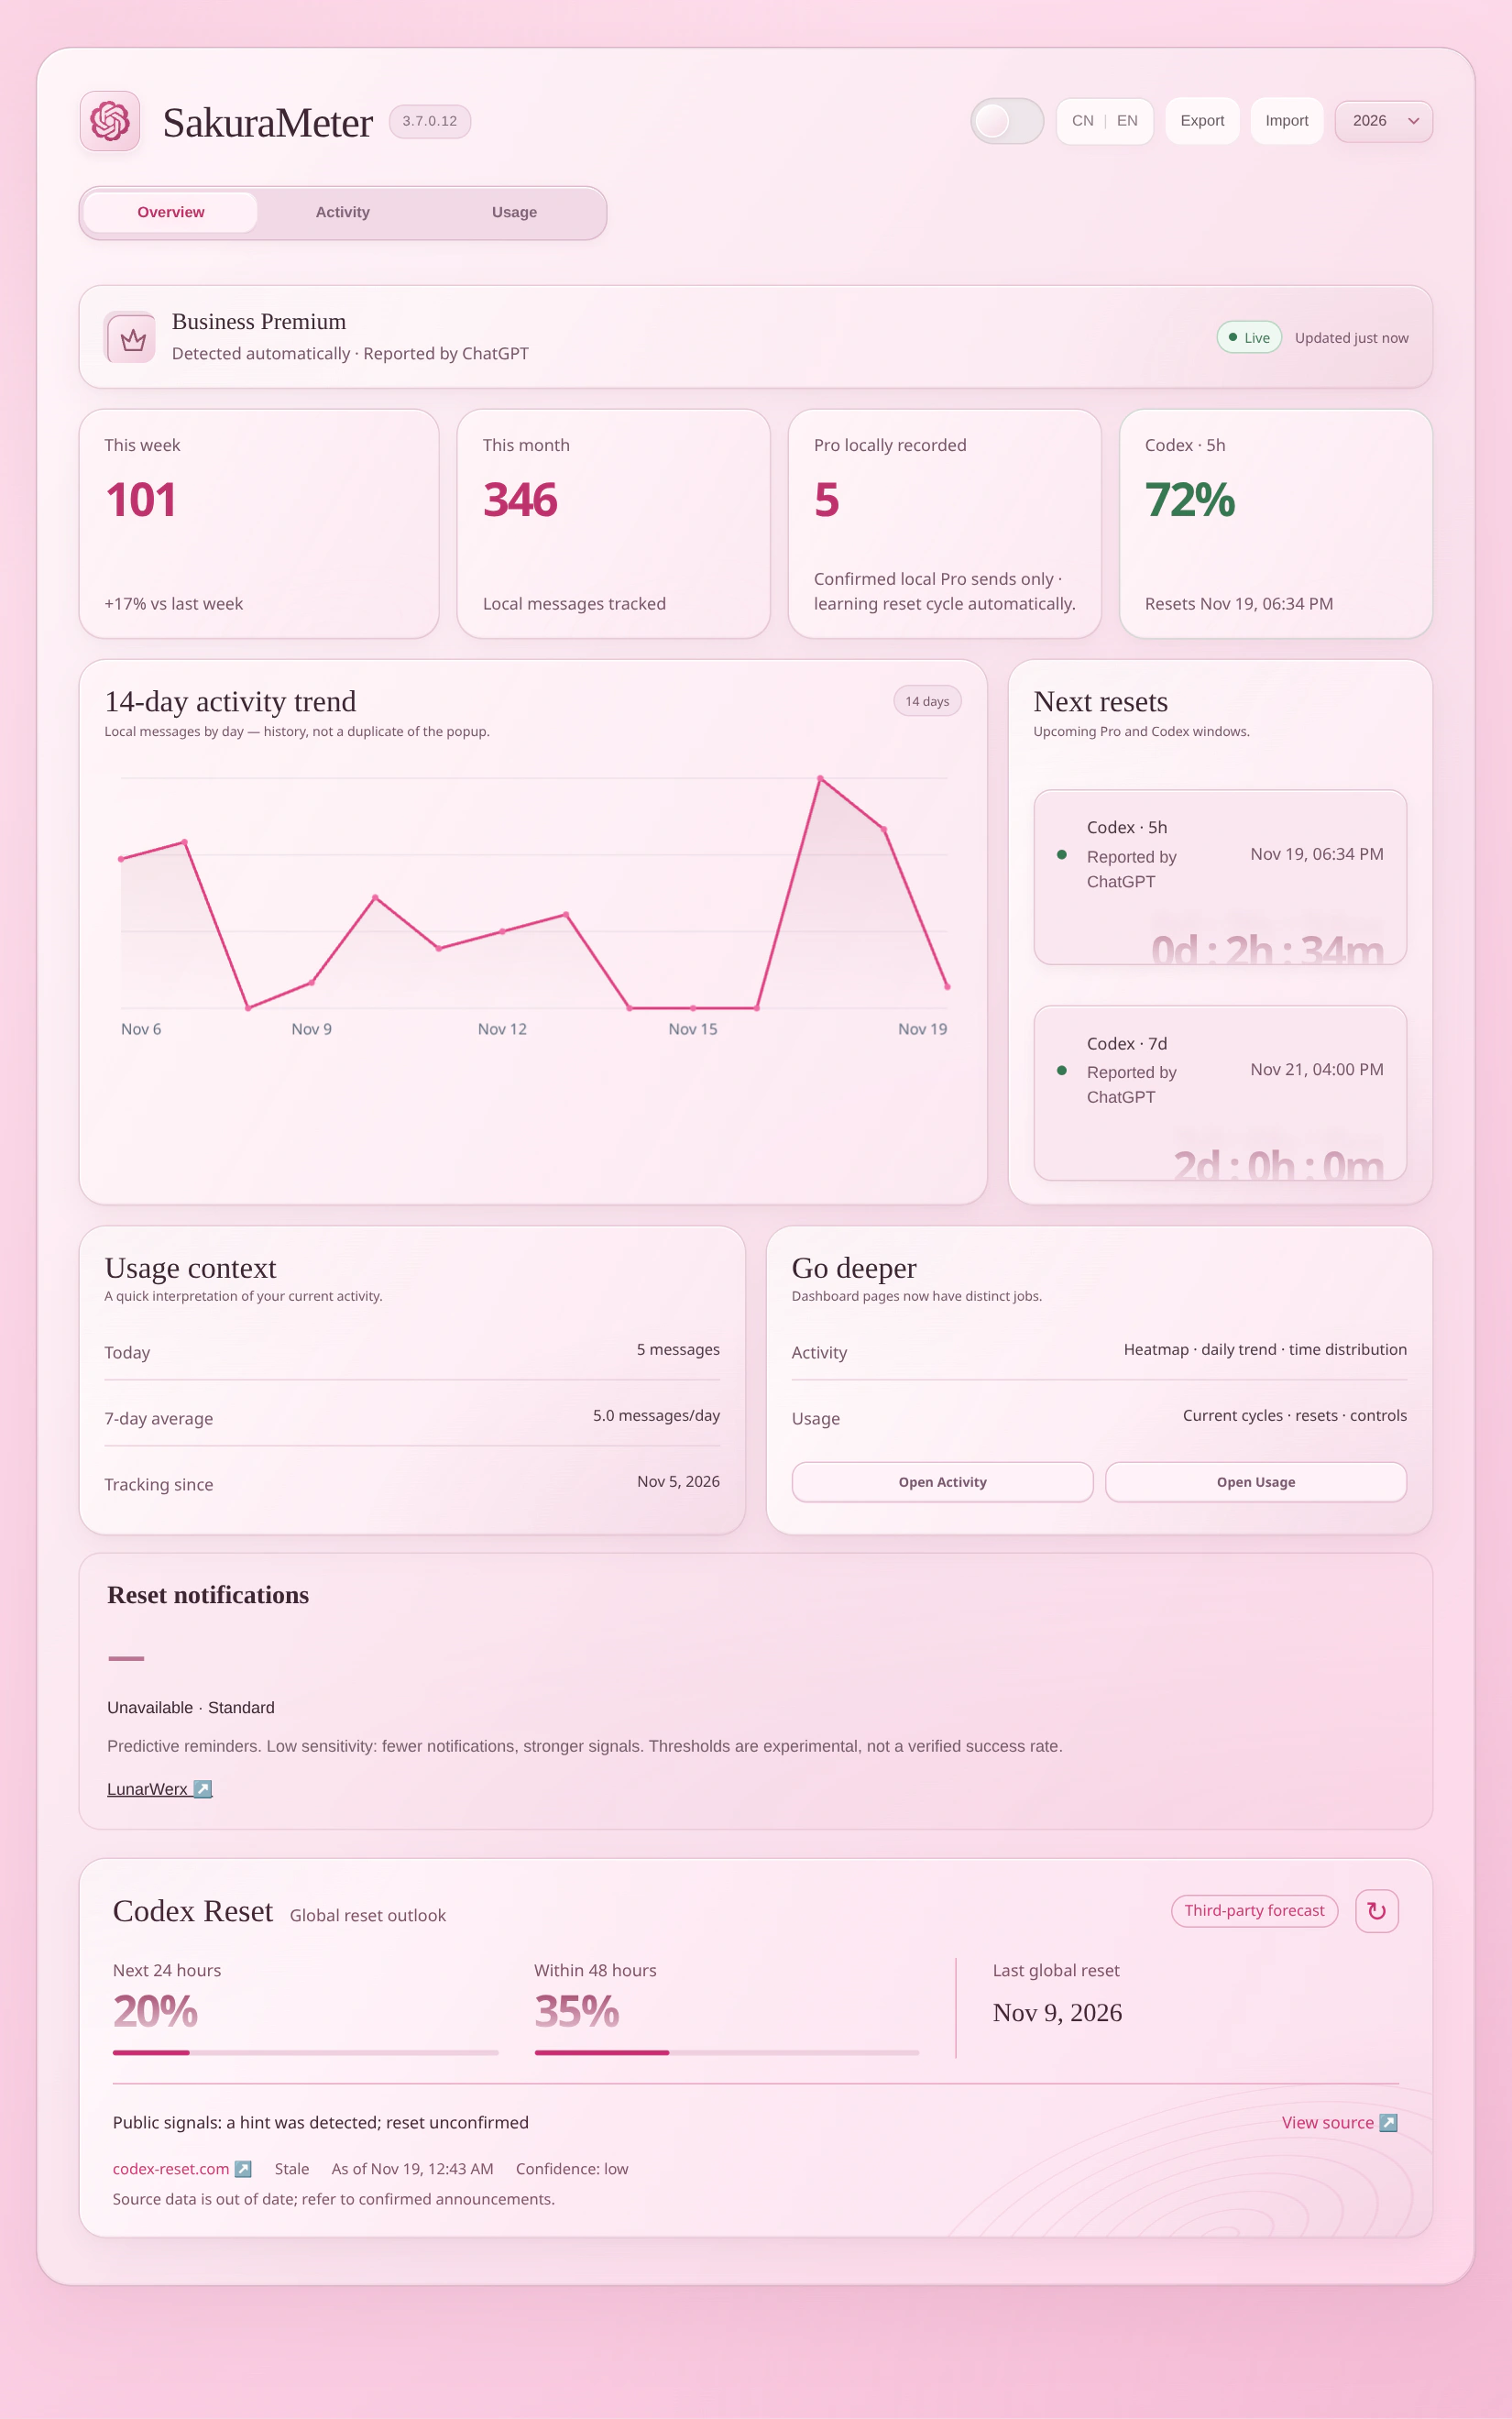 SakuraMeter 3.7.0.12
CN | EN
Export
Import
2026
Overview
Activity
Usage
Business Premium
Detected automatically · Reported by ChatGPT
Live
Updated just now
This week
101
+17% vs last week
This month
346
Local messages tracked
Pro locally recorded
5
Confirmed local Pro sends only ·
learning reset cycle automatically.
Codex · 5h
72%
Resets Nov 19, 06:34 PM
14-day activity trend
14 days
Local messages by day — history, not a duplicate of the popup.
Nov 6
Nov 9
Nov 12
Nov 15
Nov 19
Next resets
Upcoming Pro and Codex windows.
Codex · 5h
Reported by
ChatGPT
Nov 19, 06:34 PM
0d : 2h : 34m
Codex · 7d
Reported by
ChatGPT
Nov 21, 04:00 PM
2d : 0h : 0m
Usage context
A quick interpretation of your current activity.
Today
5 messages
7-day average
5.0 messages/day
Tracking since
Nov 5, 2026
Go deeper
Dashboard pages now have distinct jobs.
Activity
Heatmap · daily trend · time distribution
Usage
Current cycles · resets · controls
Open Activity
Open Usage
Reset notifications
—
Unavailable · Standard
Predictive reminders. Low sensitivity: fewer notifications, stronger signals. Thresholds are experimental, not a verified success rate.
LunarWerx ↗
Codex Reset
Global reset outlook
Third-party forecast
↻
Next 24 hours
20%
Within 48 hours
35%
Last global reset
Nov 9, 2026
Public signals: a hint was detected; reset unconfirmed
View source ↗
codex-reset.com ↗
Stale
As of Nov 19, 12:43 AM
Confidence: low
Source data is out of date; refer to confirmed announcements.